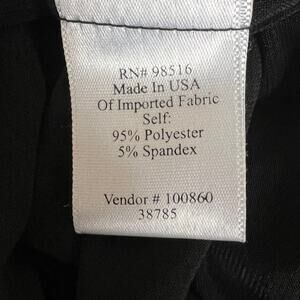 RN# 98516
Made In USA
Of Imported Fabric
Self:
95% Polyester
5% Spandex
Vendor # 100860
38785